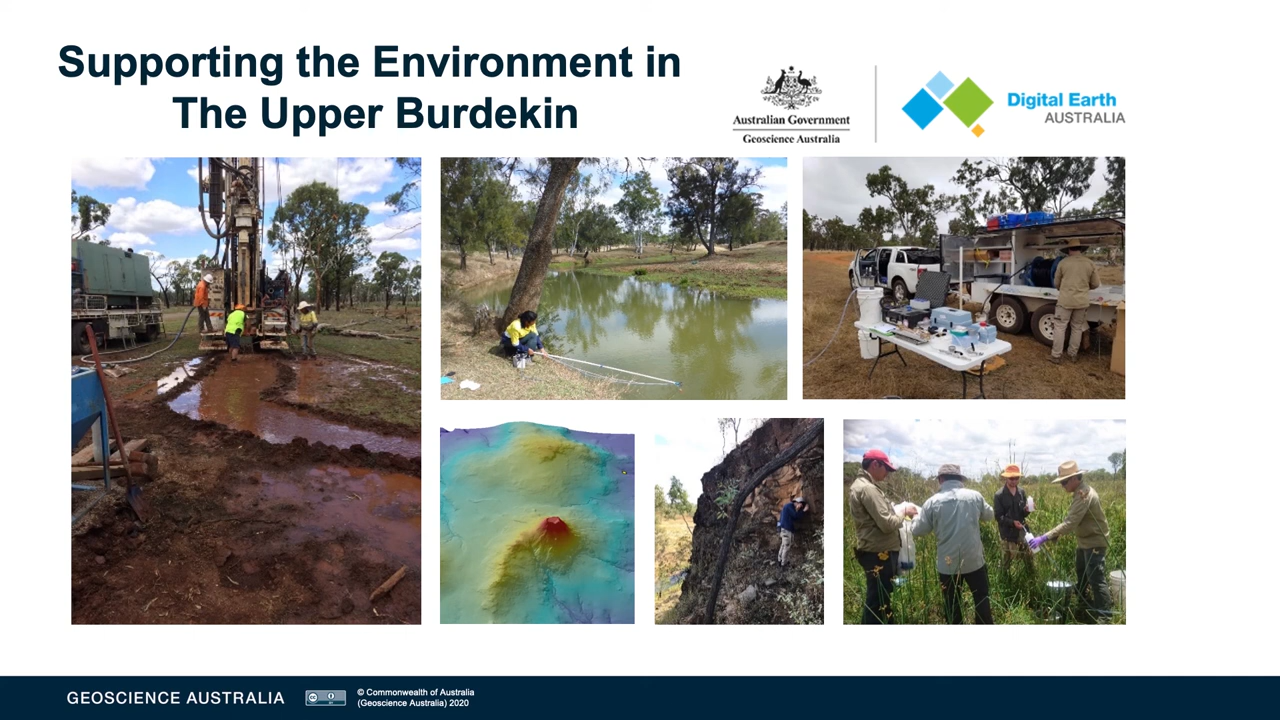 Supporting the Environment in
The Upper Burdekin
Australian Government
Geoscience Australia
Digital Earth
AUSTRALIA
GEOSCIENCE AUSTRALIA
© Commonwealth of Australia
(Geoscience Australia) 2020